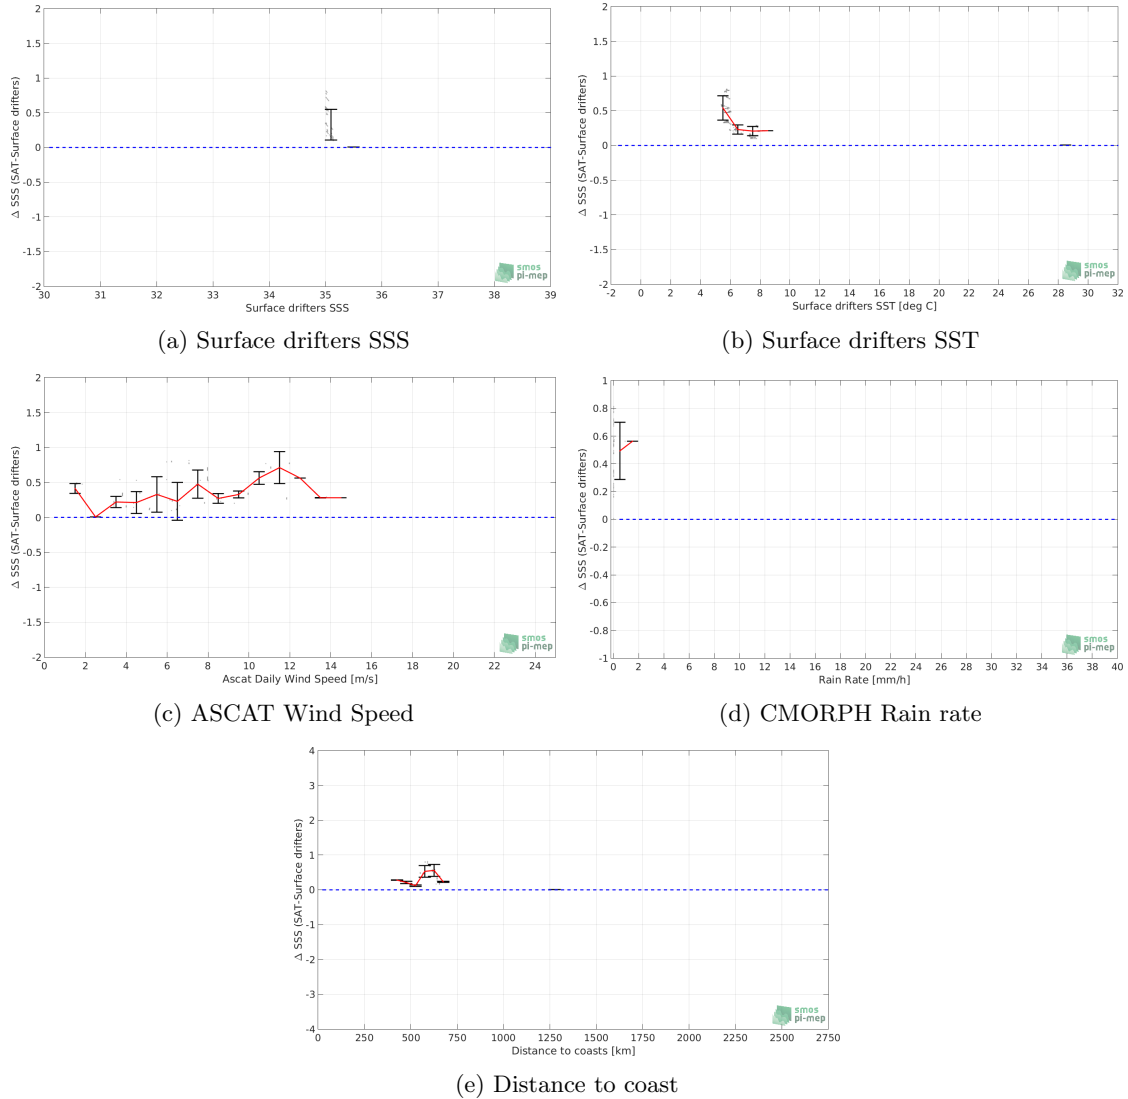 2
1.5
1
0.5
0
-0.5
-1
-1.5
-2
Δ SSS (SAT-Surface drifters)
30 31 32 33 34 35 36 37 38 39
Surface drifters SSS
smos
pi-mep
(a) Surface drifters SSS
2
1.5
1
0.5
0
-0.5
-1
-1.5
-2
Δ SSS (SAT-Surface drifters)
-2 0 2 4 6 8 10 12 14 16 18 20 22 24 26 28 30 32
Surface drifters SST [deg C]
smos
pi-mep
(b) Surface drifters SST
2
1.5
1
0.5
0
-0.5
-1
-1.5
-2
Δ SSS (SAT-Surface drifters)
0 2 4 6 8 10 12 14 16 18 20 22 24
Ascat Daily Wind Speed [m/s]
smos
pi-mep
(c) ASCAT Wind Speed
1
0.8
0.6
0.4
0.2
0
-0.2
-0.4
-0.6
-0.8
-1
Δ SSS (SAT-Surface drifters)
0 2 4 6 8 10 12 14 16 18 20 22 24 26 28 30 32 34 36 38 40
Rain Rate [mm/h]
smos
pi-mep
(d) CMORPH Rain rate
4
3
2
1
0
-1
-2
-3
-4
Δ SSS (SAT-Surface drifters)
0 250 500 750 1000 1250 1500 1750 2000 2250 2500 2750
Distance to coasts [km]
smos
pi-mep
(e) Distance to coast